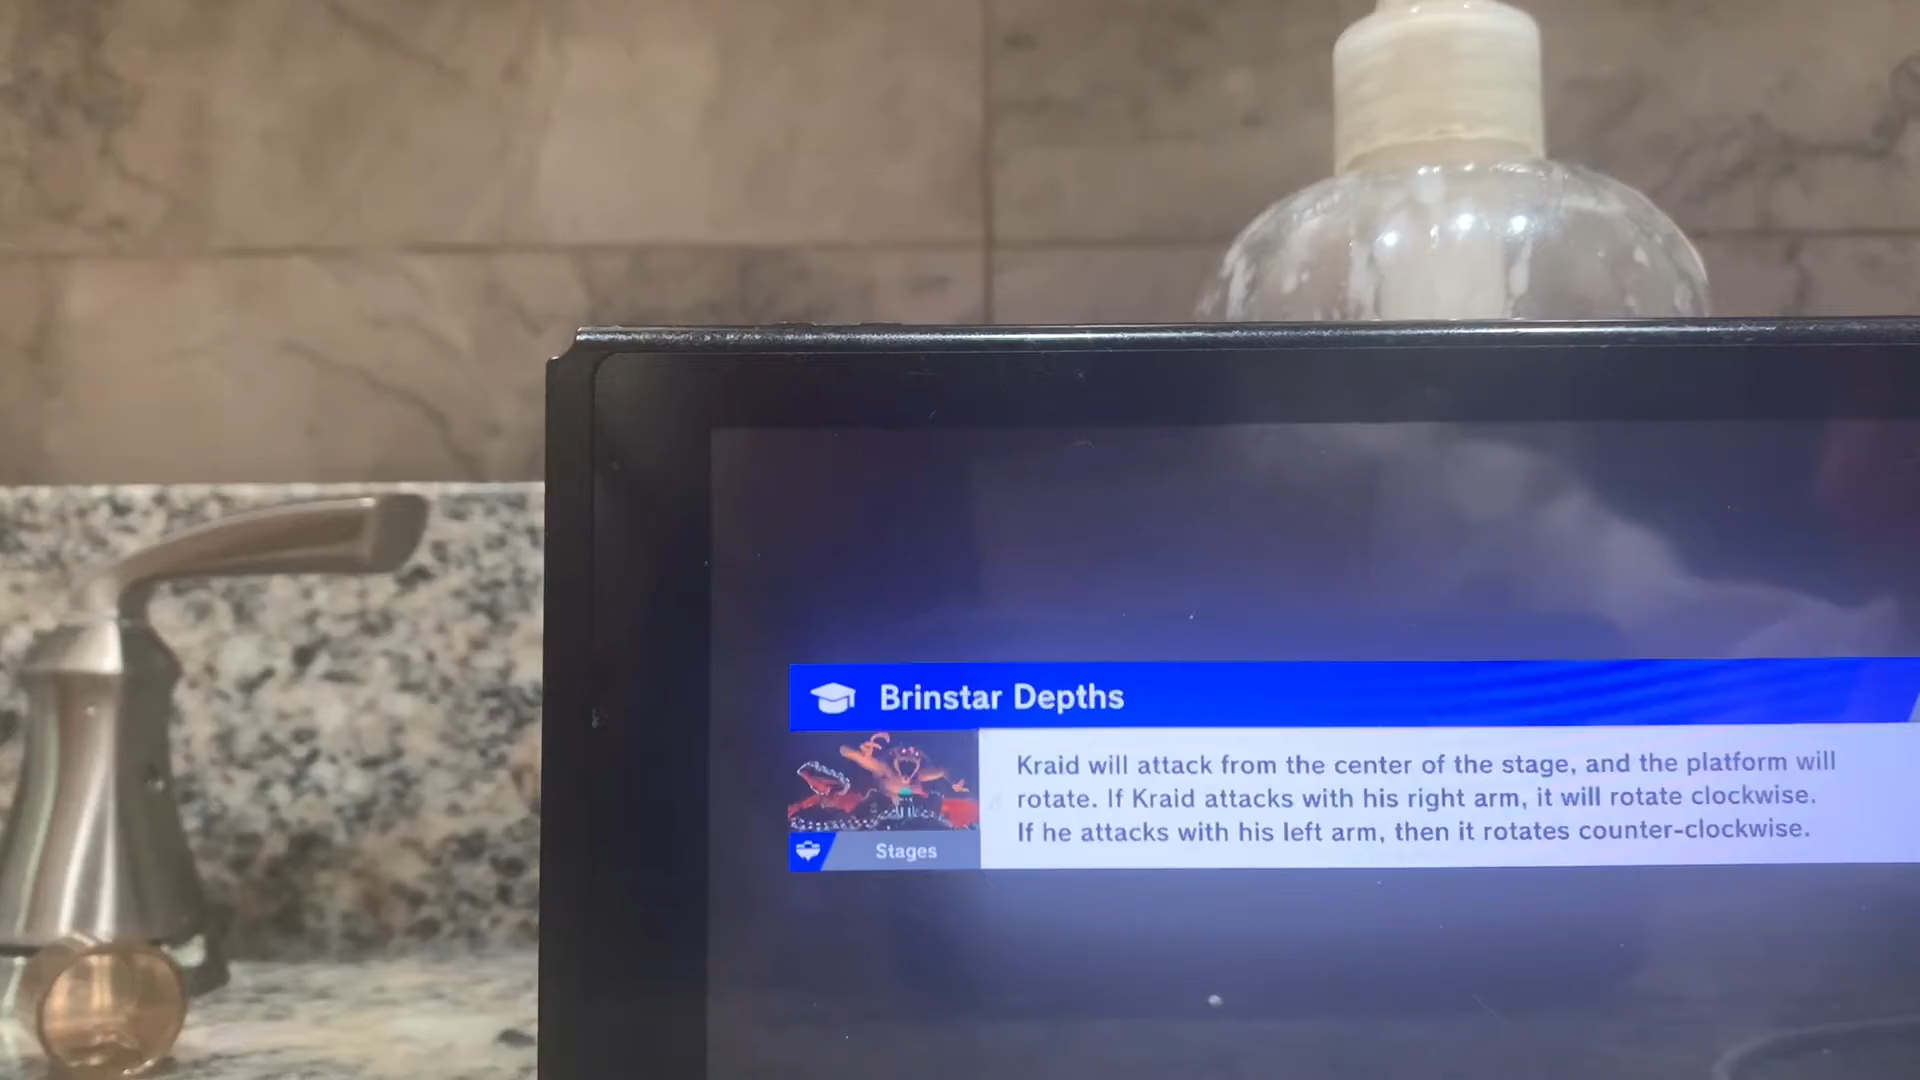 Brinstar Depths
Kraid will attack from the center of the stage, and the platform will
rotate. If Kraid attacks with his right arm, it will rotate clockwise.
If he attacks with his left arm, then it rotates counter-clockwise.
Stages